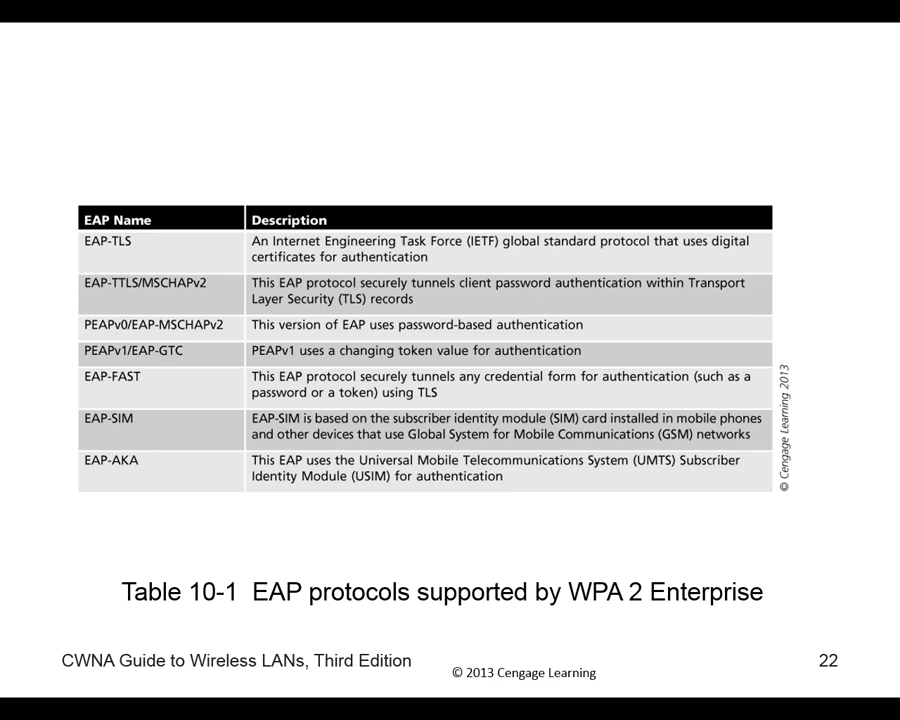 EAP Name Description
EAP-TLS An Internet Engineering Task Force (IETF) global standard protocol that uses digital
certificates for authentication
EAP-TTLS/MSCHAPv2 This EAP protocol securely tunnels client password authentication within Transport
Layer Security (TLS) records
PEAPv0/EAP-MSCHAPv2 This version of EAP uses password-based authentication
PEAPv1/EAP-GTC PEAPv1 uses a changing token value for authentication
EAP-FAST This EAP protocol securely tunnels any credential form for authentication (such as a
password or a token) using TLS
EAP-SIM EAP-SIM is based on the subscriber identity module (SIM) card installed in mobile phones
and other devices that use Global System for Mobile Communications (GSM) networks
EAP-AKA This EAP uses the Universal Mobile Telecommunications System (UMTS) Subscriber
Identity Module (USIM) for authentication
© Cengage Learning 2013
Table 10-1 EAP protocols supported by WPA 2 Enterprise
CWNA Guide to Wireless LANs, Third Edition
© 2013 Cengage Learning
22